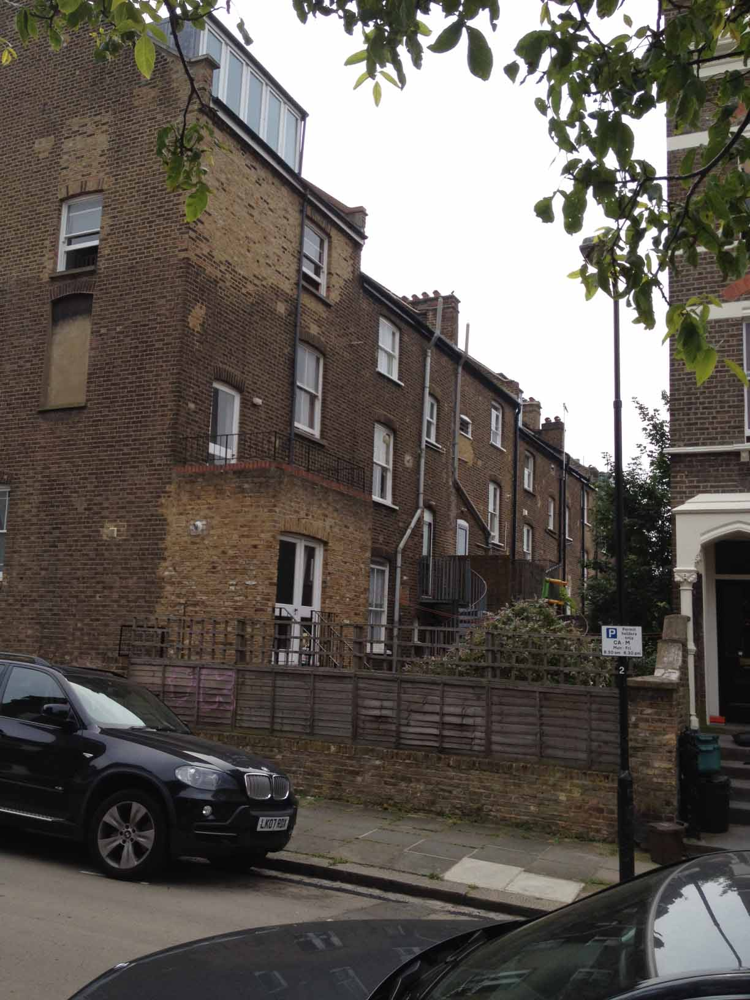 P Permit
holders
only
CA - M
Mon - Fri
8.30 am 6.30 pm
2
LK07 RDX